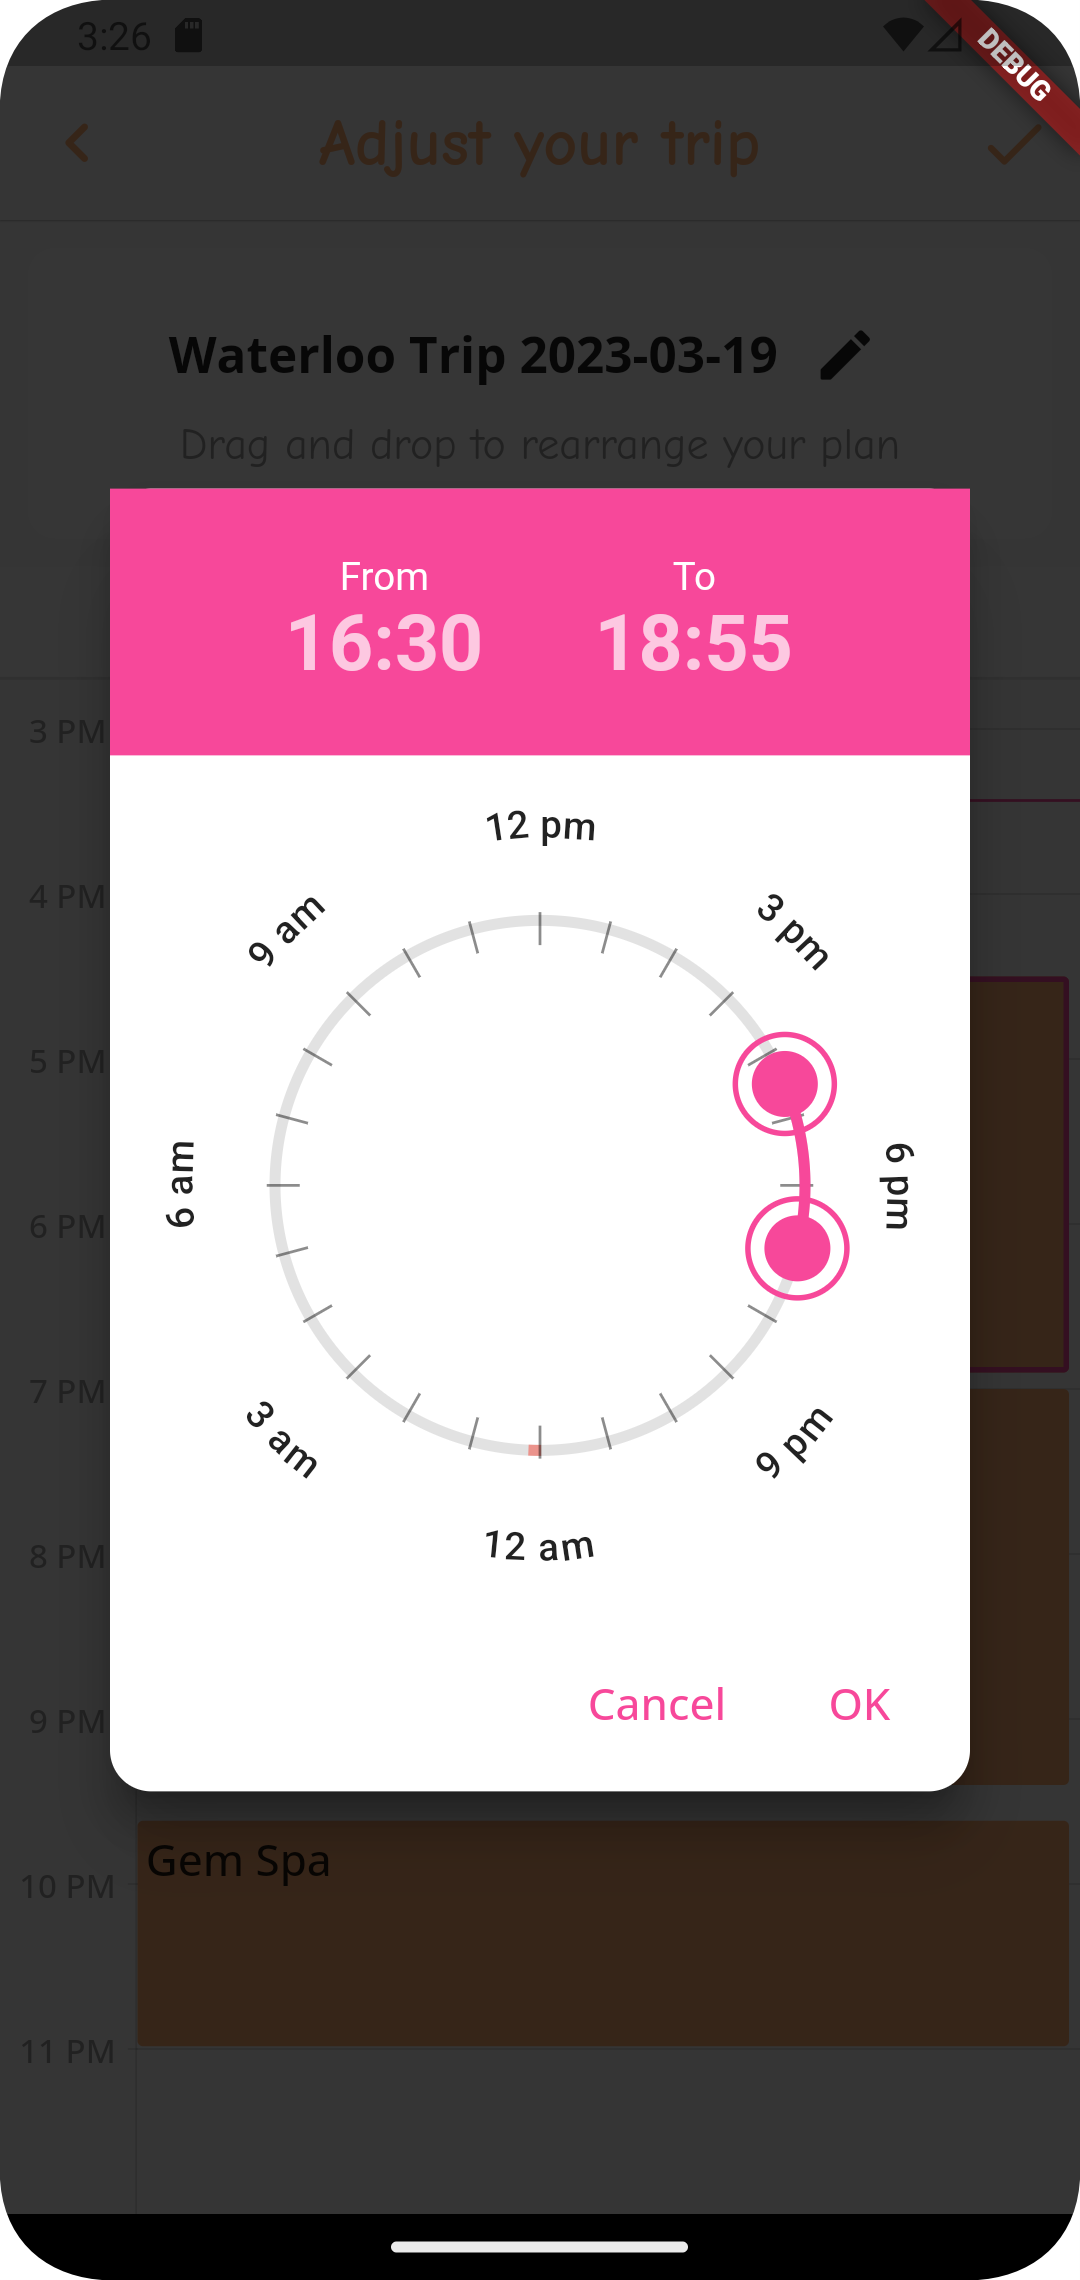 3:26
DEBUG
Adjust your trip
Waterloo Trip 2023-03-19
Drag and drop to rearrange your plan
From To
16:30 18:55
3 PM
4 PM
5 PM
6 PM
7 PM
8 PM
9 PM
10 PM
11 PM
12 pm
3 pm
6 pm
9 pm
12 am
3 am
6 am
9 am
Cancel OK
Gem Spa